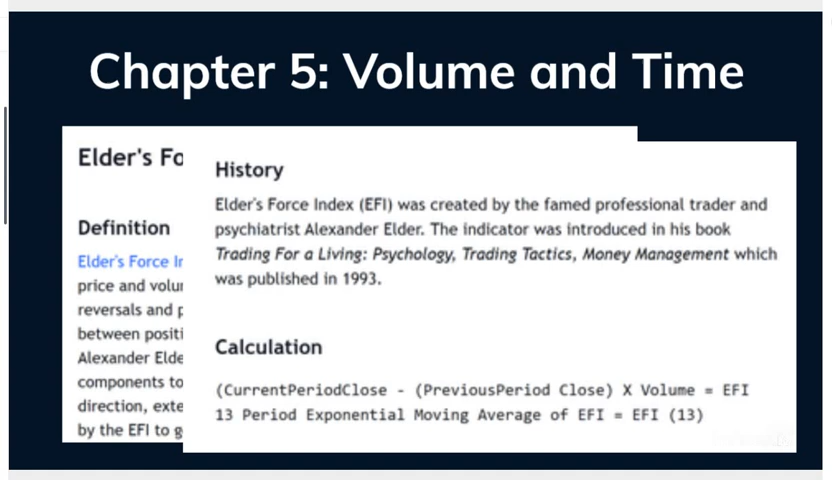 Chapter 5: Volume and Time
Elder's Fo
Definition
Elder's Force Ir
price and volur
reversals and p
between positi
Alexander Elde
components to
direction, exte
by the EFI to g
History
Elder's Force Index (EFI) was created by the famed professional trader and
psychiatrist Alexander Elder. The indicator was introduced in his book
Trading For a Living: Psychology, Trading Tactics, Money Management which
was published in 1993.
Calculation
(CurrentPeriodClose - (PreviousPeriod Close) X Volume = EFI
13 Period Exponential Moving Average of EFI = EFI (13)